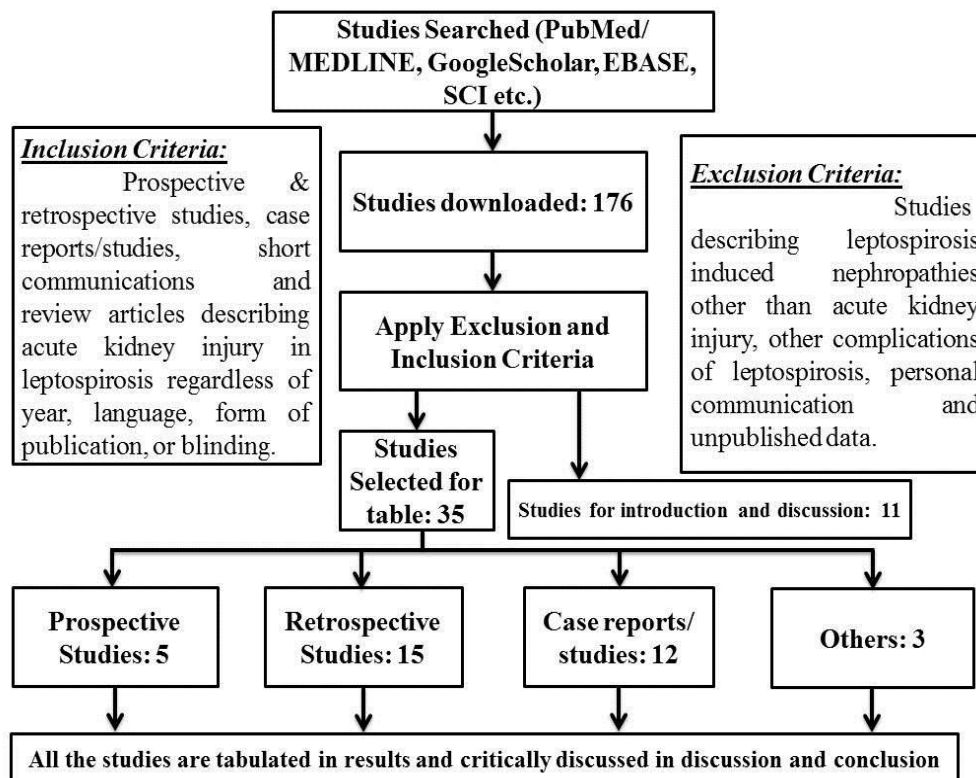 Studies Searched (PubMed/
MEDLINE, GoogleScholar, EBASE,
SCI etc.)
Inclusion Criteria:
Prospective &
retrospective studies, case
reports/studies, short
communications and
review articles describing
acute kidney injury in
leptospirosis regardless of
year, language, form of
publication, or blinding.
Studies downloaded: 176
Exclusion Criteria:
Studies
describing leptospirosis
induced nephropathies
other than acute kidney
injury, other complications
of leptospirosis, personal
communication and
unpublished data.
Apply Exclusion and
Inclusion Criteria
Studies
Selected for
table: 35
Studies for introduction and discussion: 11
Prospective
Studies: 5
Retrospective
Studies: 15
Case reports/
studies: 12
Others: 3
All the studies are tabulated in results and critically discussed in discussion and conclusion